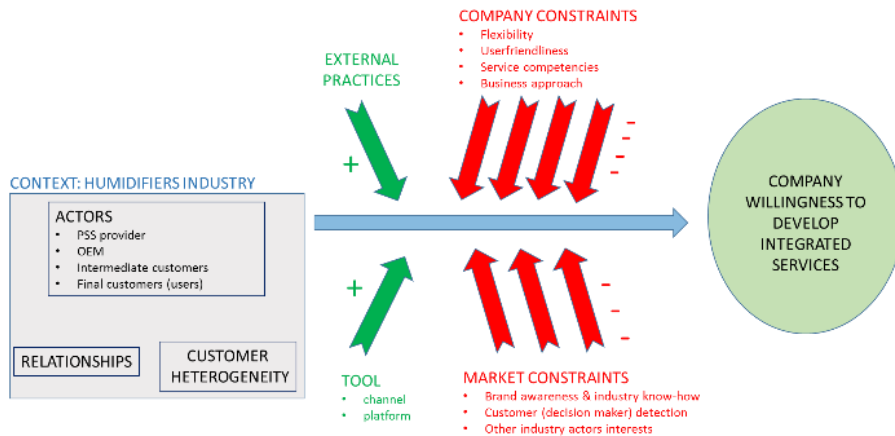 COMPANY CONSTRAINTS
• Flexibility
• Userfriendliness
• Service competencies
• Business approach
EXTERNAL
PRACTICES
+
-
-
-
-
CONTEXT: HUMIDIFIERS INDUSTRY
ACTORS
• PSS provider
• OEM
• Intermediate customers
• Final customers (users)
RELATIONSHIPS
CUSTOMER
HETEROGENEITY
COMPANY
WILLINGNESS TO
DEVELOP
INTEGRATED
SERVICES
+
-
-
-
TOOL
• channel
• platform
MARKET CONSTRAINTS
• Brand awareness & industry know-how
• Customer (decision maker) detection
• Other industry actors interests